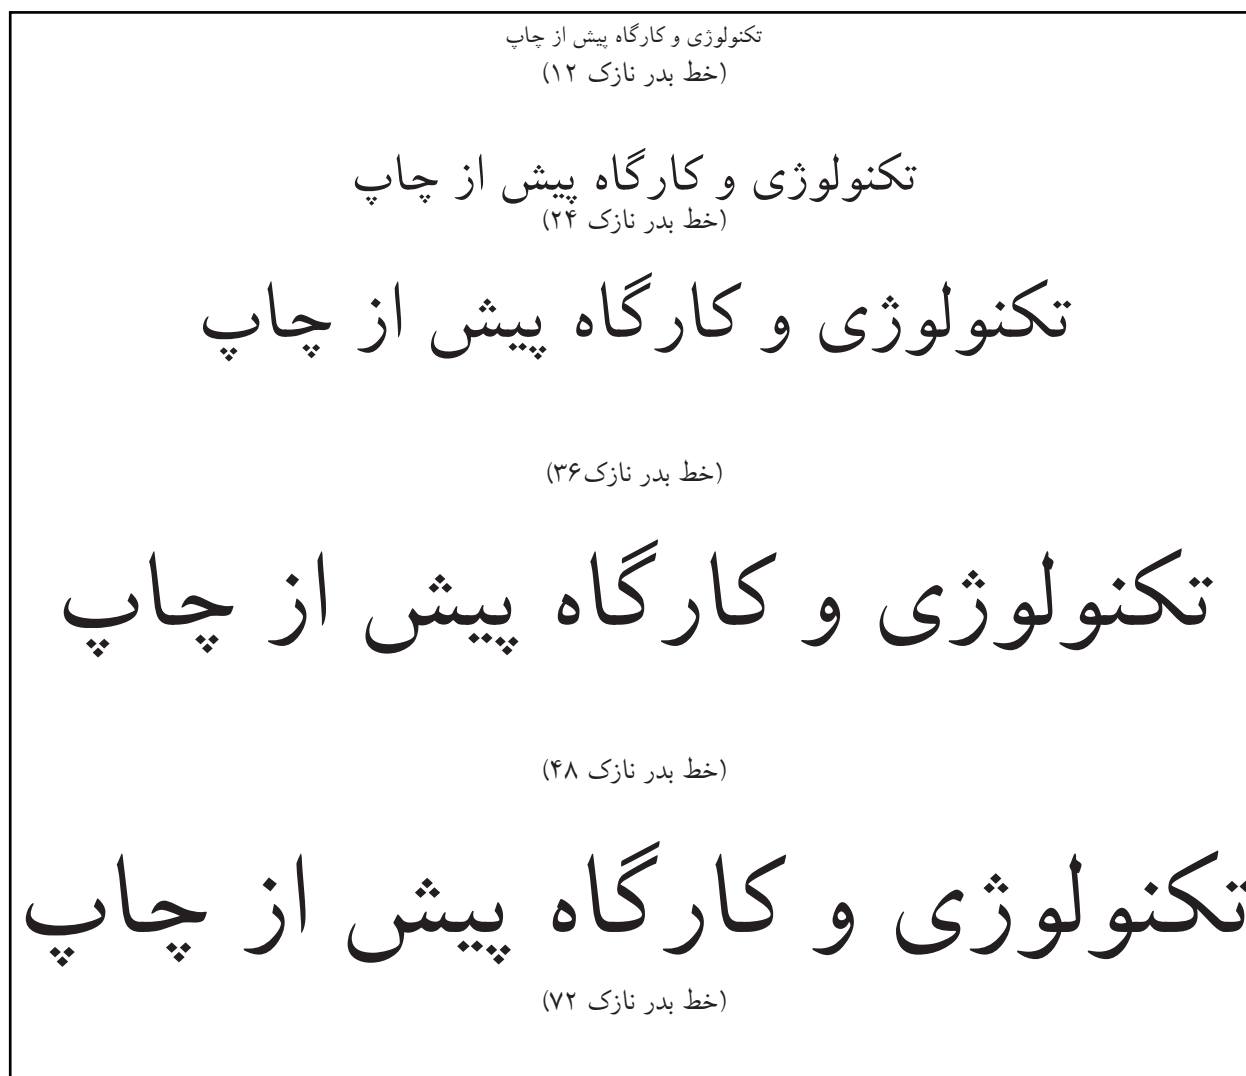 تکنولوژی و کارگاه پیش از چاپ
(خط بدر نازک ۱۲)
تکنولوژی و کارگاه پیش از چاپ
(خط بدر نازک ۲۴)
تکنولوژی و کارگاه پیش از چاپ
(خط بدر نازک۳۶)
تکنولوژی و کارگاه پیش از چاپ
(خط بدر نازک ۴۸)
تکنولوژی و کارگاه پیش از چاپ
(خط بدر نازک ۷۲)